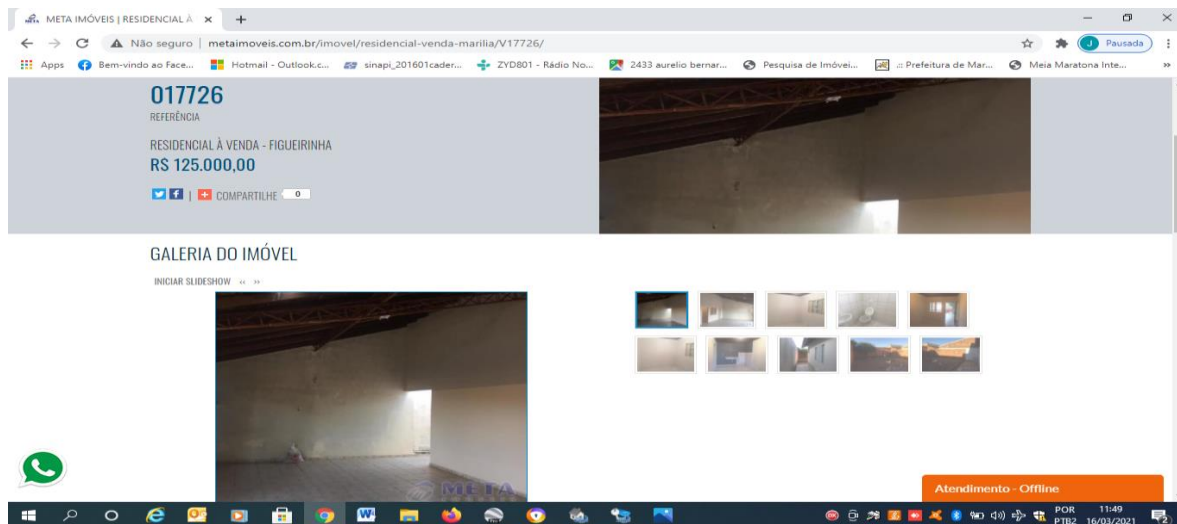 META IMÓVEIS | RESIDENCIAL À
Não seguro | metaimoveis.com.br/imovel/residencial-venda-marilia/V17726/
Pausada
Apps Bem-vindo ao Face... Hotmail - Outlook.c... sinapi_201601cader... ZYD801 - Rádio No... 2433 aurelio bernar... Pesquisa de Imóvei... .:: Prefeitura de Mar... Meia Maratona Inte... »
017726
REFERÊNCIA
RESIDENCIAL À VENDA - FIGUEIRINHA
R$ 125.000,00
| COMPARTILHE 0
GALERIA DO IMÓVEL
INICIAR SLIDESHOW ‹‹ ››
META
Atendimento - Offline
POR 11:49
PTB2 16/03/2021